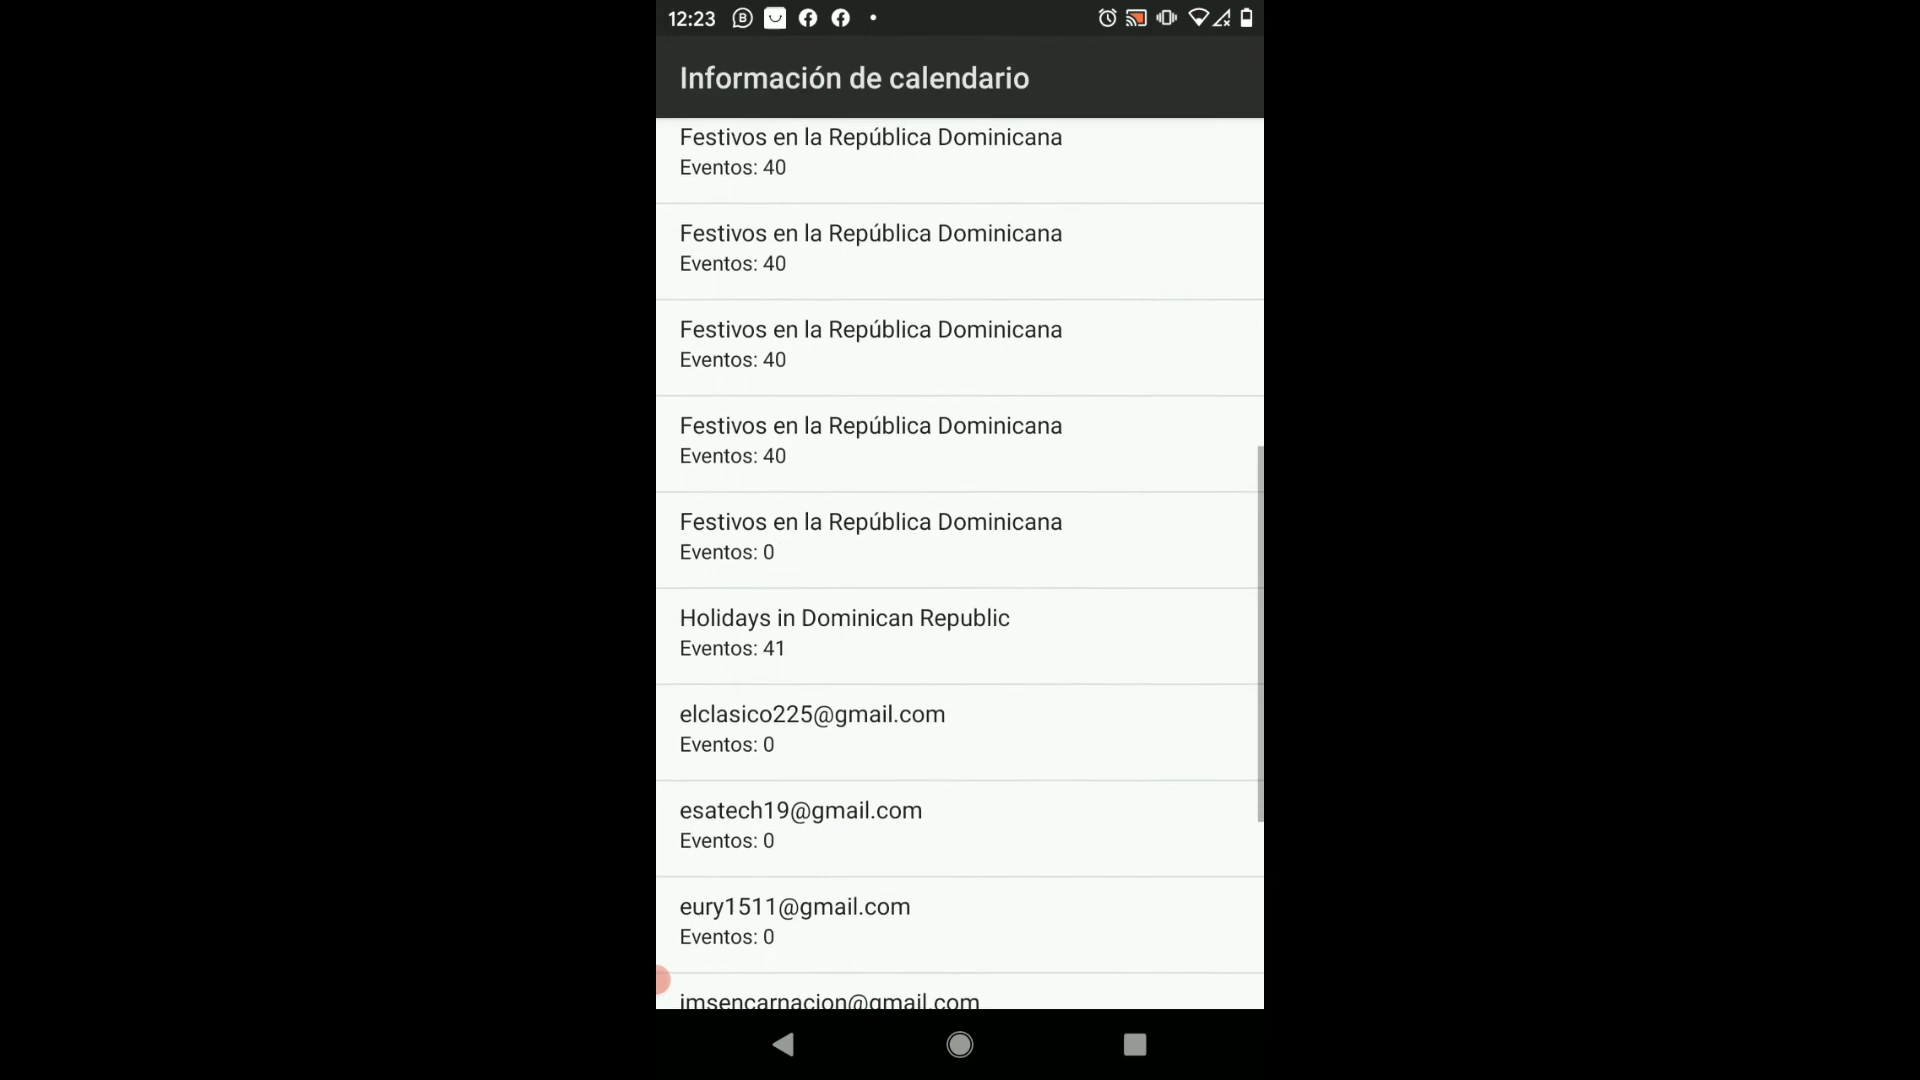 12:23
Información de calendario
Festivos en la República Dominicana
Eventos: 40
Festivos en la República Dominicana
Eventos: 40
Festivos en la República Dominicana
Eventos: 40
Festivos en la República Dominicana
Eventos: 40
Festivos en la República Dominicana
Eventos: 0
Holidays in Dominican Republic
Eventos: 41
elclasico225@gmail.com
Eventos: 0
esatech19@gmail.com
Eventos: 0
eury1511@gmail.com
Eventos: 0
imsencarnacion@gmail.com